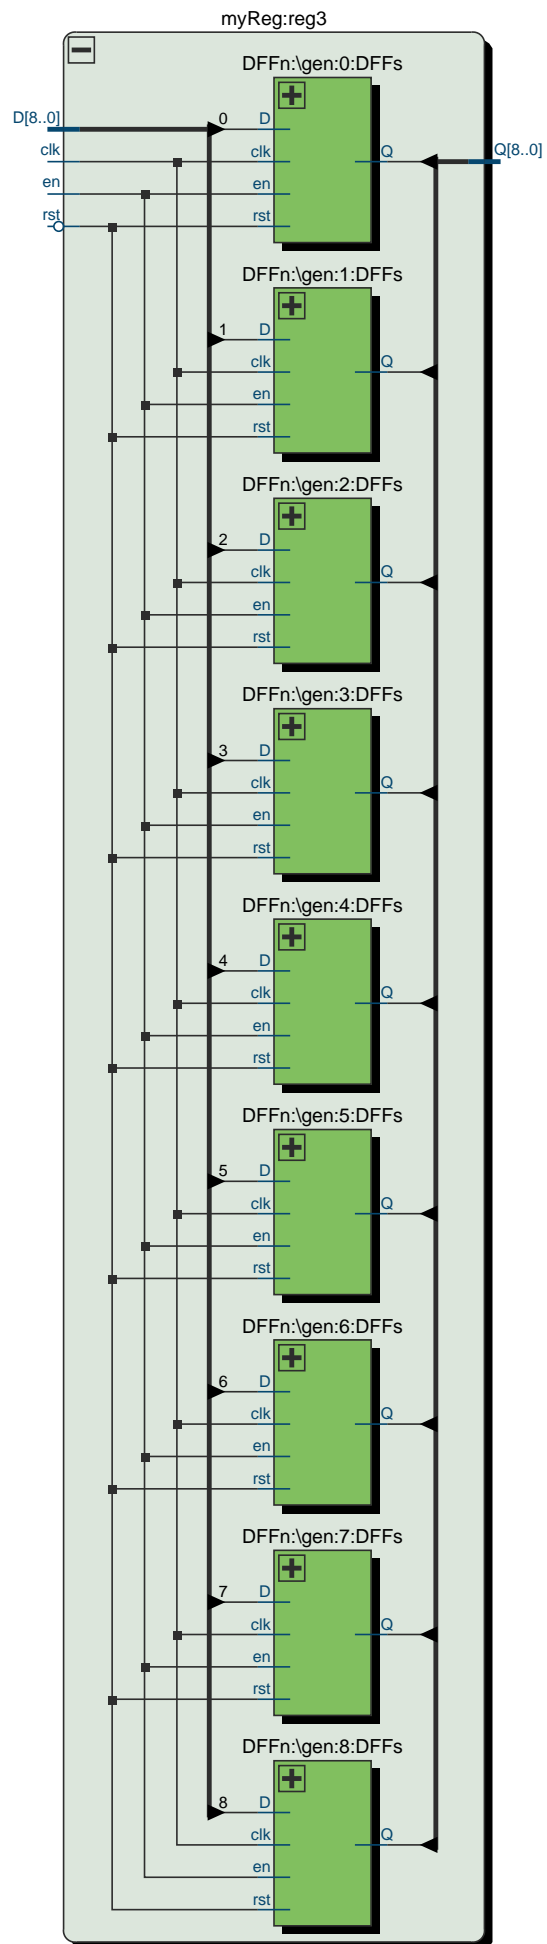 myReg:reg3
DFFn:\gen:0:DFFs
D[8..0] 0 D
clk clk Q Q[8..0]
en en
rst rst
DFFn:\gen:1:DFFs
1 D
clk Q
en
rst
DFFn:\gen:2:DFFs
2 D
clk Q
en
rst
DFFn:\gen:3:DFFs
3 D
clk Q
en
rst
DFFn:\gen:4:DFFs
4 D
clk Q
en
rst
DFFn:\gen:5:DFFs
5 D
clk Q
en
rst
DFFn:\gen:6:DFFs
6 D
clk Q
en
rst
DFFn:\gen:7:DFFs
7 D
clk Q
en
rst
DFFn:\gen:8:DFFs
8 D
clk Q
en
rst